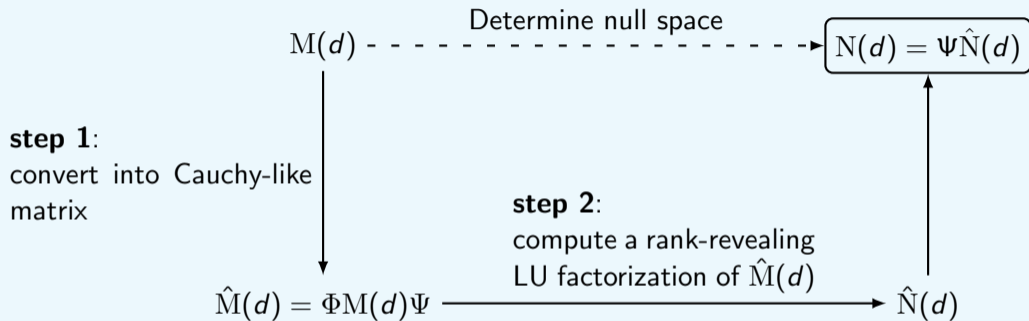 Determine null space
M(d)
N(d) = ΨN̂(d)
step 1:
convert into Cauchy-like
matrix
step 2:
compute a rank-revealing
LU factorization of M̂(d)
M̂(d) = ΦM(d)Ψ
N̂(d)